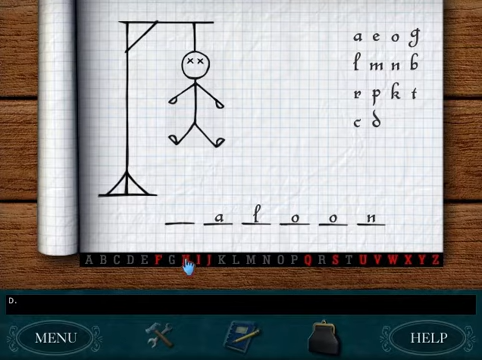 a e o g
l m n b
r p k t
c d
_ a l o o n
A B C D E F G H I J K L M N O P Q R S T U V W X Y Z
D.
MENU
HELP